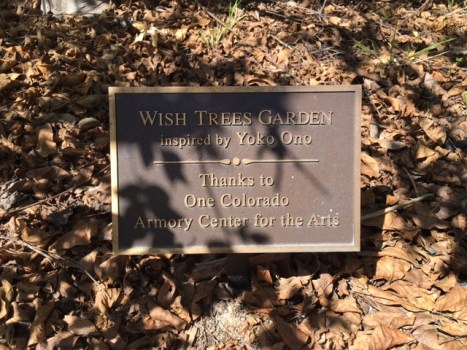 WISH TREES GARDEN
inspired by Yoko Ono
Thanks to
One Colorado
Armory Center for the Arts